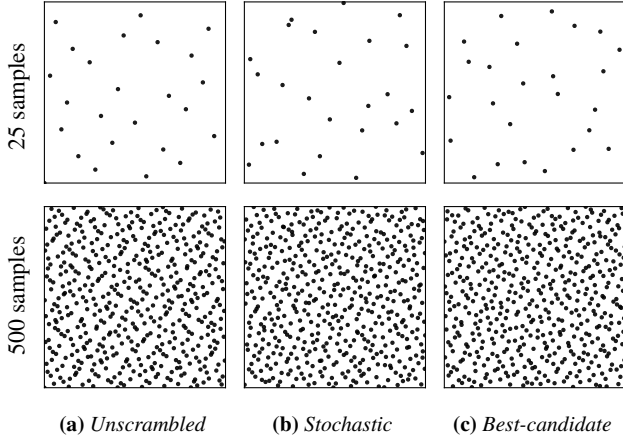 25 samples
500 samples
(a) Unscrambled (b) Stochastic (c) Best-candidate